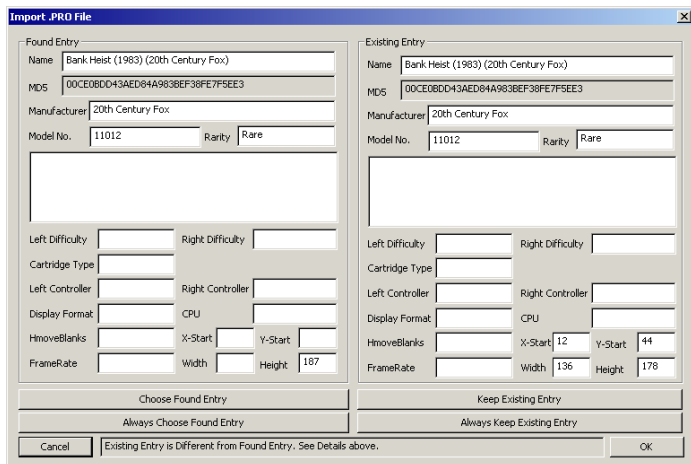 Import .PRO File
Found Entry
Name Bank Heist (1983) (20th Century Fox)
MD5 00CE0BDD43AED84A983BEF38FE7F5EE3
Manufacturer 20th Century Fox
Model No. 11012 Rarity Rare
Left Difficulty Right Difficulty
Cartridge Type
Left Controller Right Controller
Display Format CPU
HmoveBlanks X-Start Y-Start
FrameRate Width Height 187
Choose Found Entry
Always Choose Found Entry
Existing Entry
Name Bank Heist (1983) (20th Century Fox)
MD5 00CE0BDD43AED84A983BEF38FE7F5EE3
Manufacturer 20th Century Fox
Model No. 11012 Rarity Rare
Left Difficulty Right Difficulty
Cartridge Type
Left Controller Right Controller
Display Format CPU
HmoveBlanks X-Start 12 Y-Start 44
FrameRate Width 136 Height 178
Keep Existing Entry
Always Keep Existing Entry
Cancel Existing Entry is Different from Found Entry. See Details above. OK